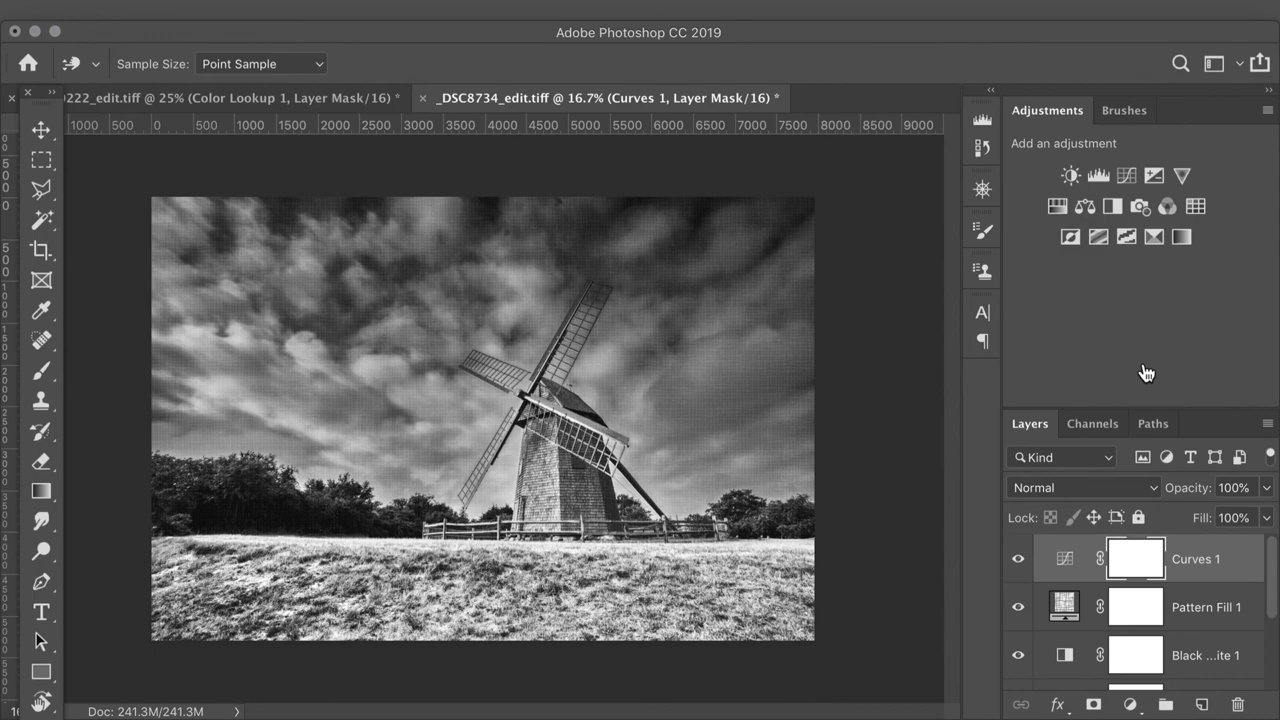 Adobe Photoshop CC 2019
Sample Size: Point Sample
0222_edit.tiff @ 25% (Color Lookup 1, Layer Mask/16) *
_DSC8734_edit.tiff @ 16.7% (Curves 1, Layer Mask/16) *
1000 500 0 500 1000 1500 2000 2500 3000 3500 4000 4500 5000 5500 6000 6500 7000 7500 8000 8500 9000
Adjustments Brushes
Add an adjustment
Layers Channels Paths
Kind
Normal Opacity: 100%
Lock: Fill: 100%
Curves 1
Pattern Fill 1
Black ...ite 1
Doc: 241.3M/241.3M